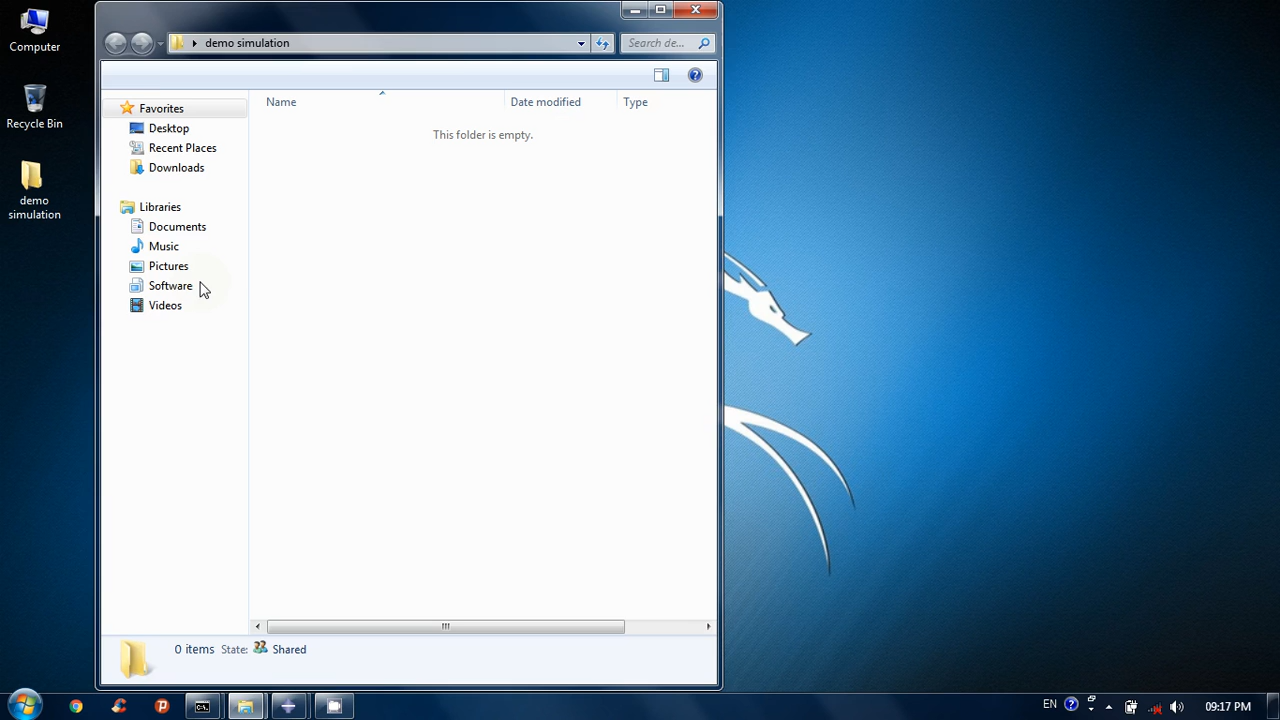 Computer
Recycle Bin
demo
simulation
demo simulation
Search de...
Name
Date modified
Type
This folder is empty.
Favorites
Desktop
Recent Places
Downloads
Libraries
Documents
Music
Pictures
Software
Videos
0 items State: Shared
EN
09:17 PM